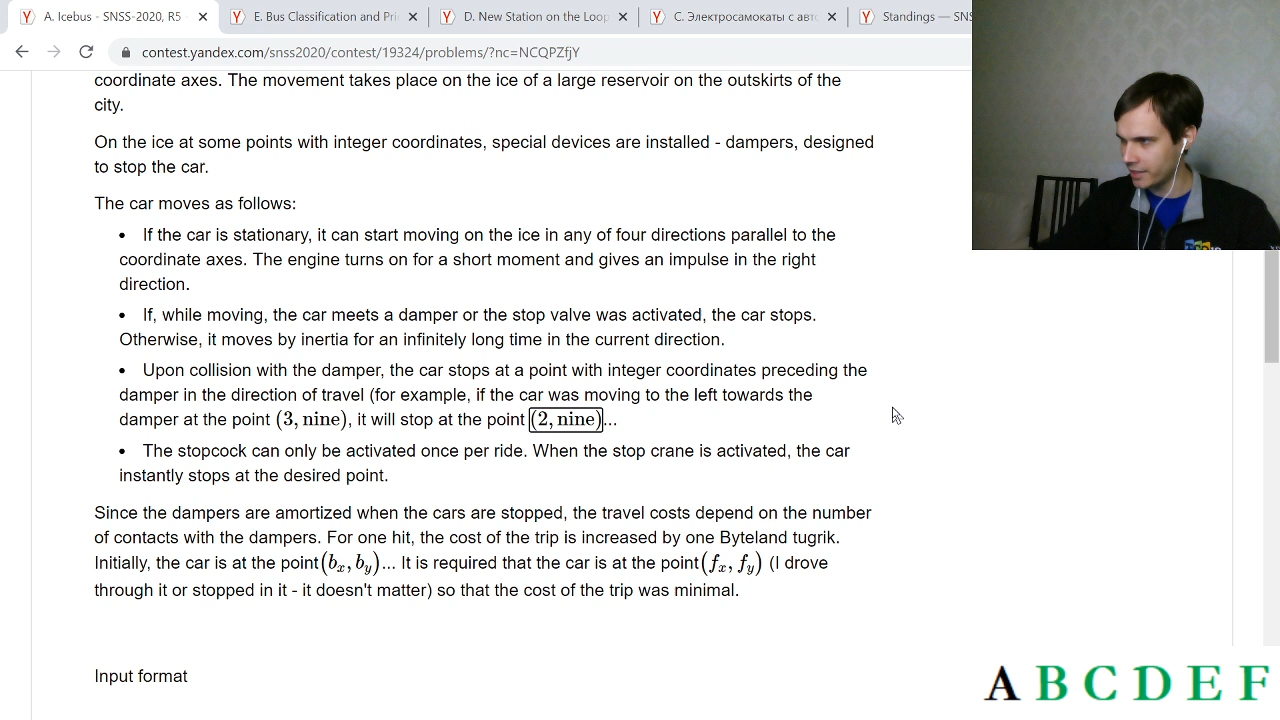 A. Icebus - SNSS-2020, R5 -
E. Pis Classification and Pri
D. New Station on the Loop
С. Электросамокаты с авто
Standings — SNS
contest.yandex.com/snss2020/contest/19324/problems/?nc=NCQPZfjY
coordinate axes. The movement takes place on the ice of a large reservoir on the outskirts of the
city.
On the ice at some points with integer coordinates, special devices are installed - dampers, designed
to stop the car.
The car moves as follows:
• If the car is stationary, it can start moving on the ice in any of four directions parallel to the
coordinate axes. The engine turns on for a short moment and gives an impulse in the right
direction.
• If, while moving, the car meets a damper or the stop valve was activated, the car stops.
Otherwise, it moves by inertia for an infinitely long time in the current direction.
• Upon collision with the damper, the car stops at a point with integer coordinates preceding the
damper in the direction of travel (for example, if the car was moving to the left towards the
damper at the point (3, nine), it will stop at the point (2, nine)...
• The stopcock can only be activated once per ride. When the stop crane is activated, the car
instantly stops at the desired point.
Since the dampers are amortized when the cars are stopped, the travel costs depend on the number
of contacts with the dampers. For one hit, the cost of the trip is increased by one Byteland tugrik.
Initially, the car is at the point(bx, by)... It is required that the car is at the point(fx, fy) (I drove
through it or stopped in it - it doesn't matter) so that the cost of the trip was minimal.
Input format
A B C D E F